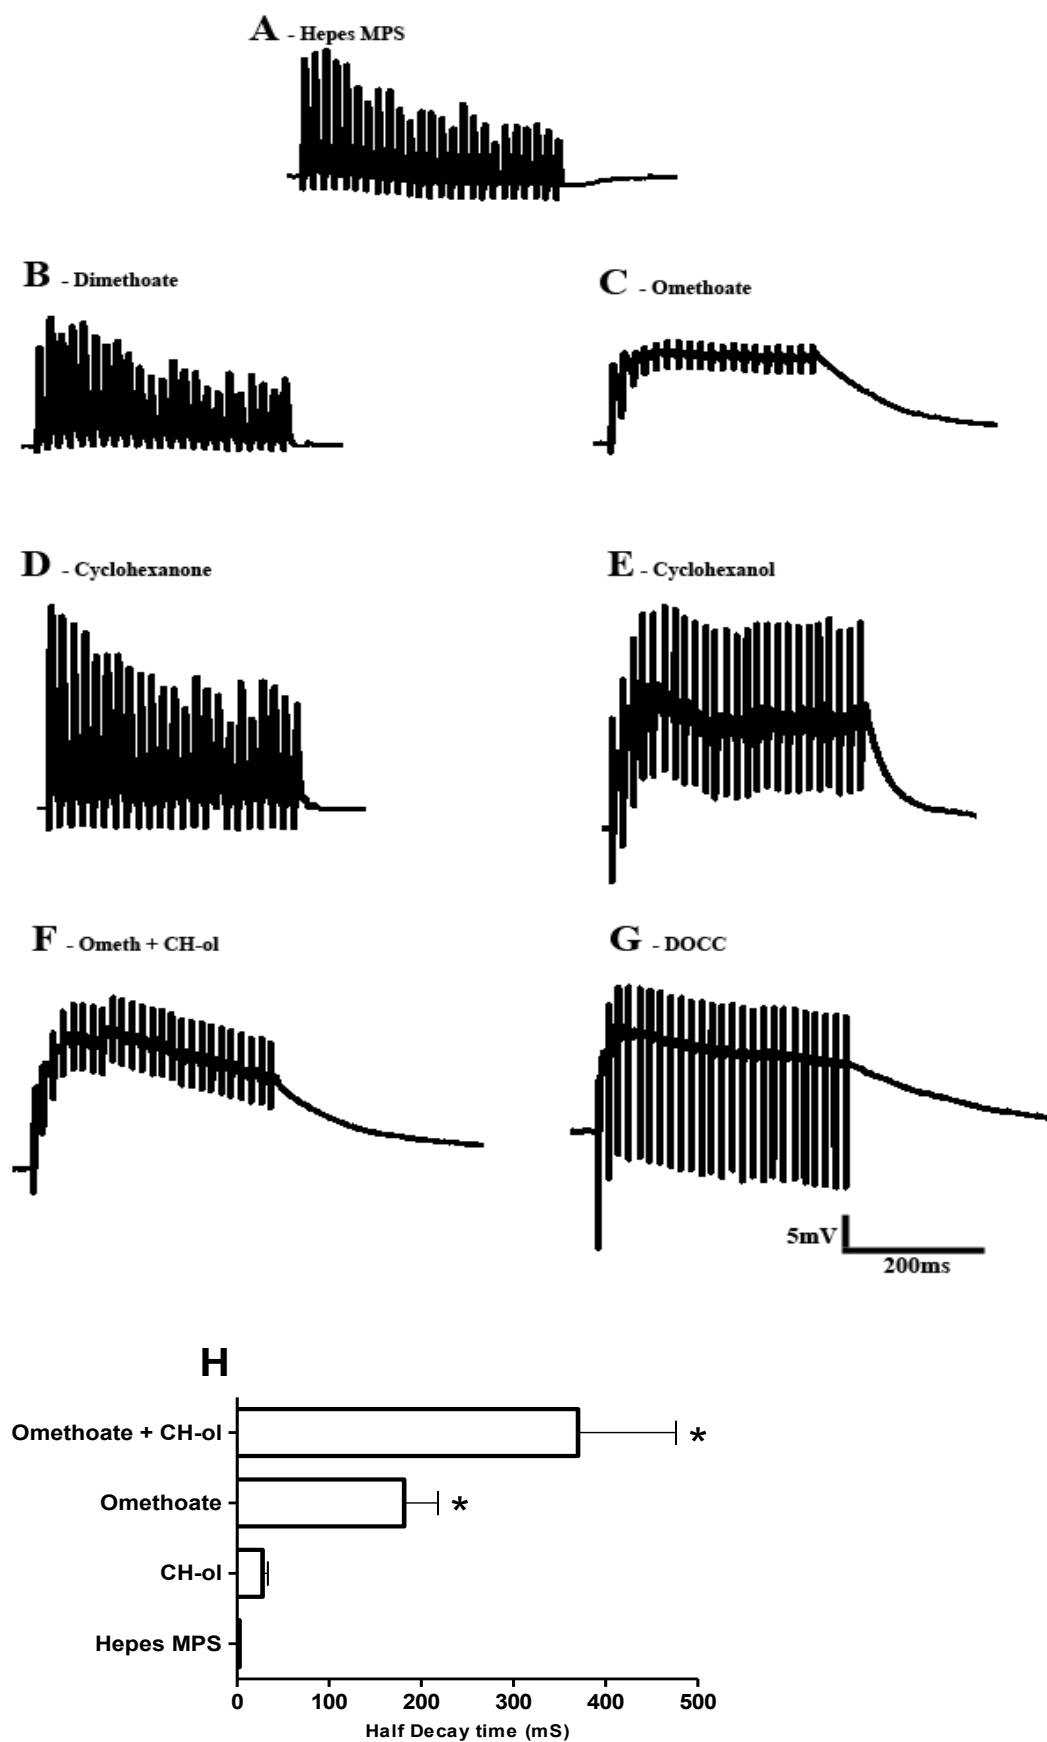 A - Hepes MPS
B - Dimethoate
C - Omethoate
D - Cyclohexanone
E - Cyclohexanol
F - Ometh + CH-ol
G - DOCC
5mV
200ms
H
Omethoate + CH-ol
*
Omethoate
*
CH-ol
Hepes MPS
0 100 200 300 400 500
Half Decay time (mS)